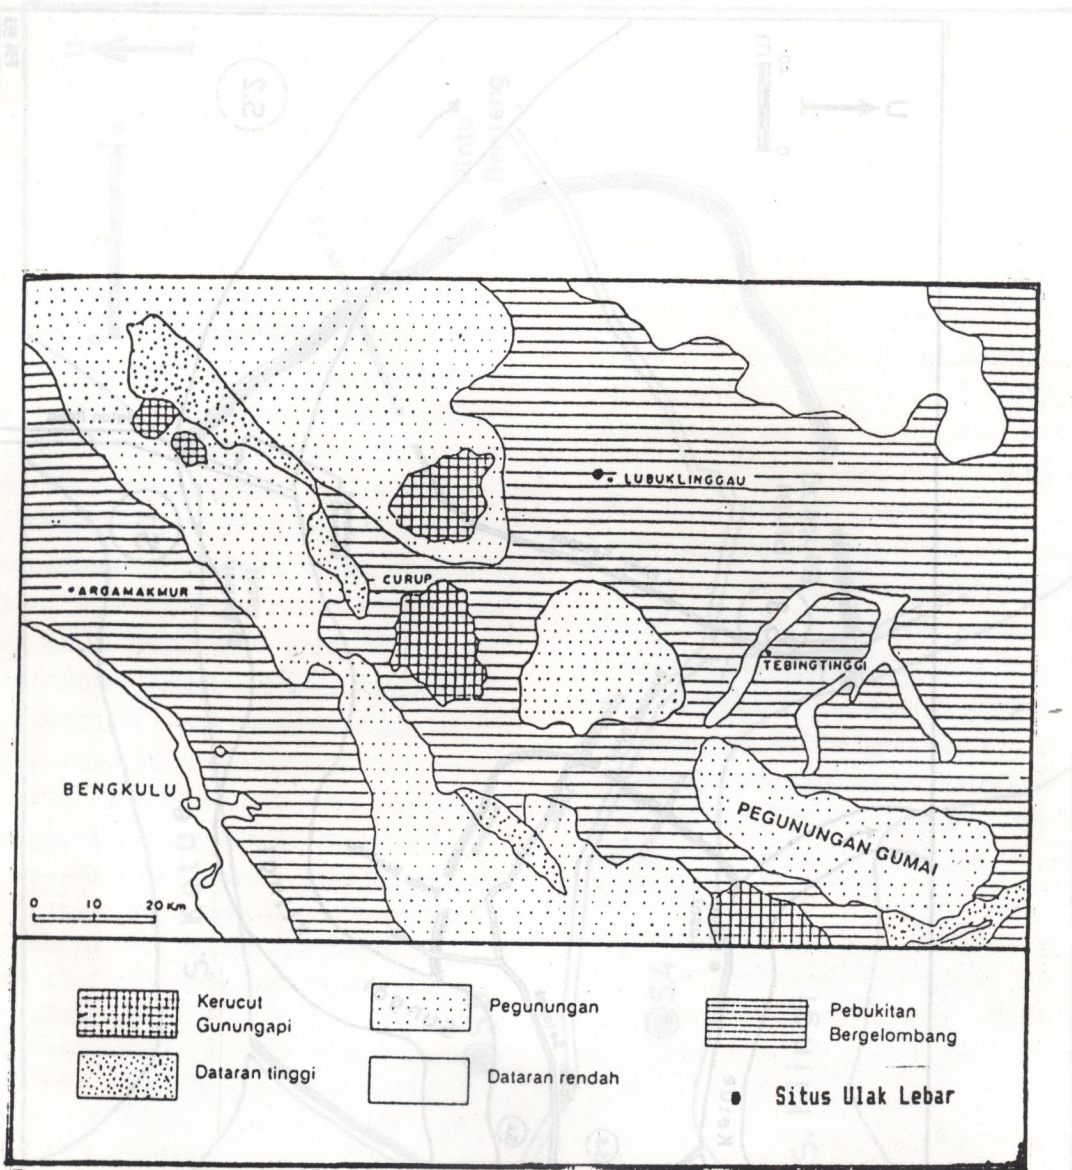 LUBUKLINGGAU
CURUP
ARGAMAKMUR
TEBINGTINGGI
BENGKULU
PEGUNUNGAN GUMAI
0 10 20 Km
Kerucut
Gunungapi
Pegunungan
Pebukitan
Bergelombang
Dataran tinggi
Dataran rendah
Situs Ulak Lebar